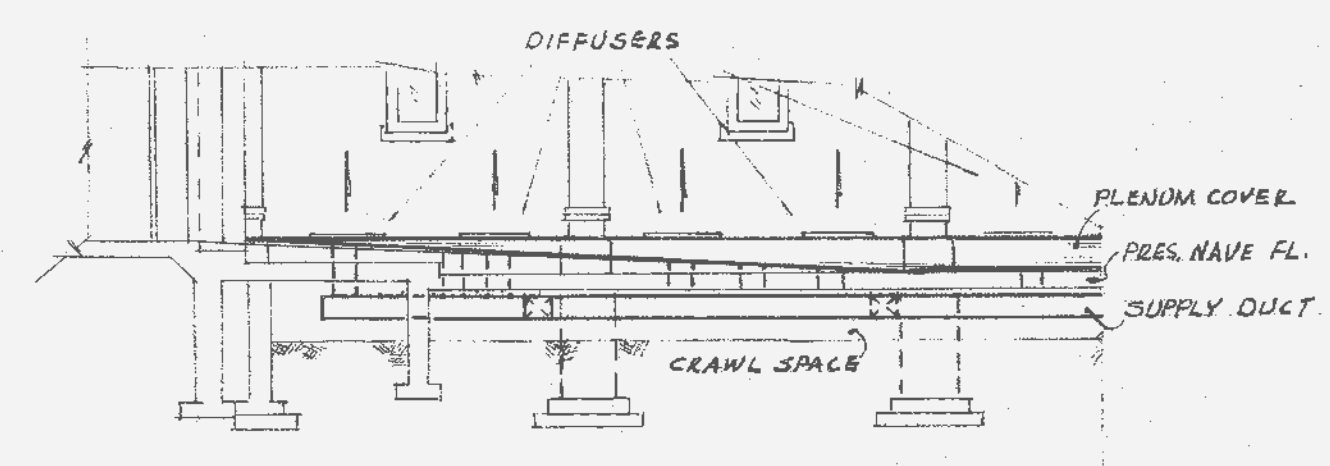 DIFFUSERS
PLENUM COVER
PRES. NAVE FL.
SUPPLY DUCT.
CRAWL SPACE